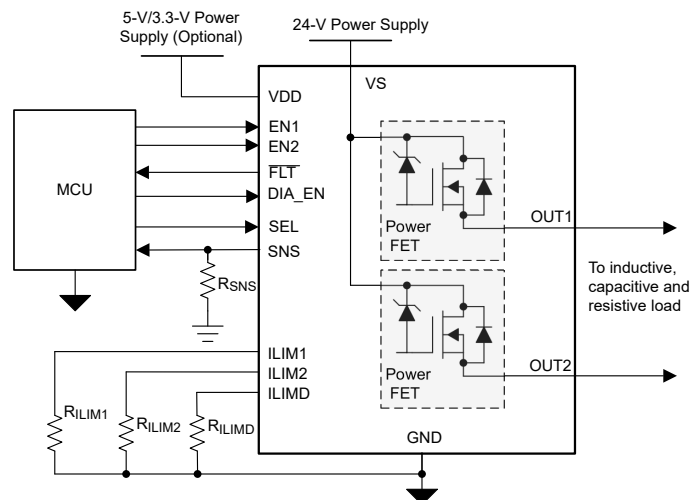 5-V/3.3-V Power
Supply (Optional)
24-V Power Supply
VS
VDD
MCU
EN1
EN2
FLT
DIA_EN
SEL
SNS
RSNS
Power
FET
OUT1
To inductive,
capacitive and
resistive load
Power
FET
OUT2
ILIM1
ILIM2
ILIMD
RILIM1
RILIM2
RILIMD
GND